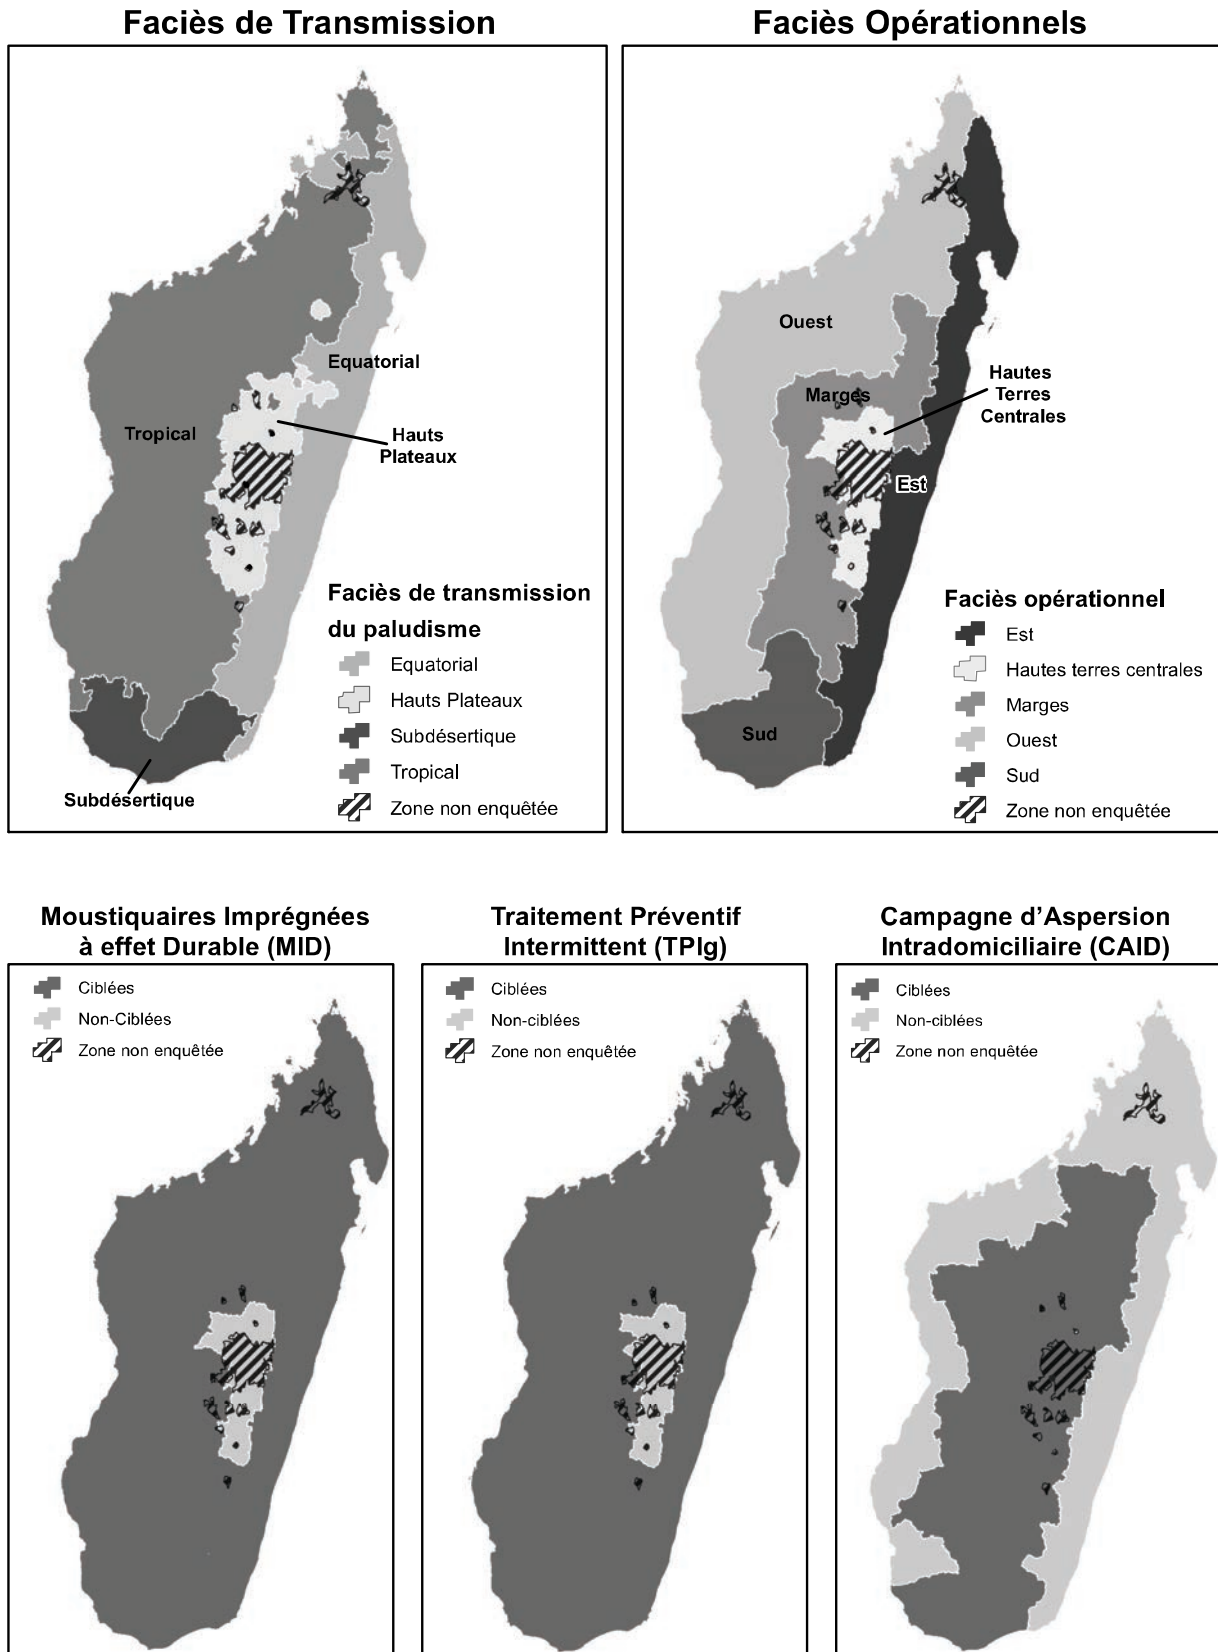 Faciès de Transmission
Faciès Opérationnels
Equatorial
Tropical
Hauts
Plateaux
Subdésertique
Faciès de transmission
du paludisme
Equatorial
Hauts Plateaux
Subdésertique
Tropical
Zone non enquêtée
Ouest
Marges
Hautes
Terres
Centrales
Est
Sud
Faciès opérationnel
Est
Hautes terres centrales
Marges
Ouest
Sud
Zone non enquêtée
Moustiquaires Imprégnées
à effet Durable (MID)
Ciblées
Non-Ciblées
Zone non enquêtée
Traitement Préventif
Intermittent (TPIg)
Ciblées
Non-ciblées
Zone non enquêtée
Campagne d'Aspersion
Intradomiciliaire (CAID)
Ciblées
Non-ciblées
Zone non enquêtée